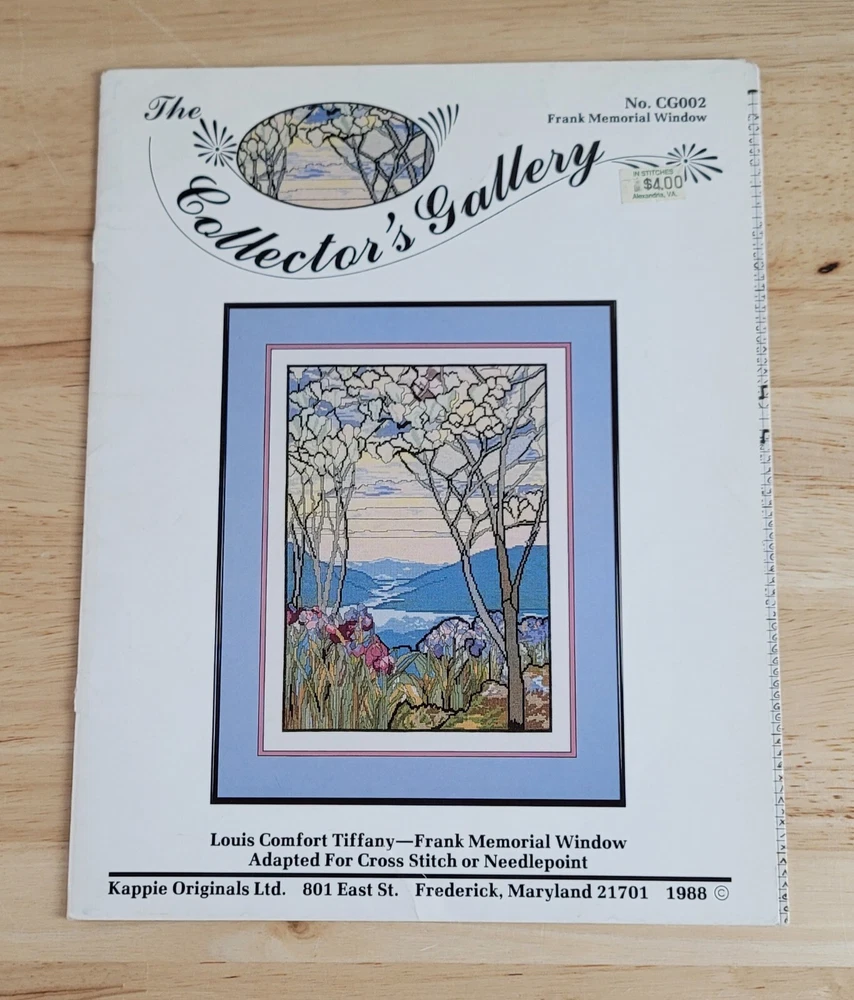 The
Collector's Gallery
No. CG002
Frank Memorial Window
IN STITCHES
$4.00
Alexandria, VA.
Louis Comfort Tiffany—Frank Memorial Window
Adapted For Cross Stitch or Needlepoint
Kappie Originals Ltd. 801 East St. Frederick, Maryland 21701 1988 ©